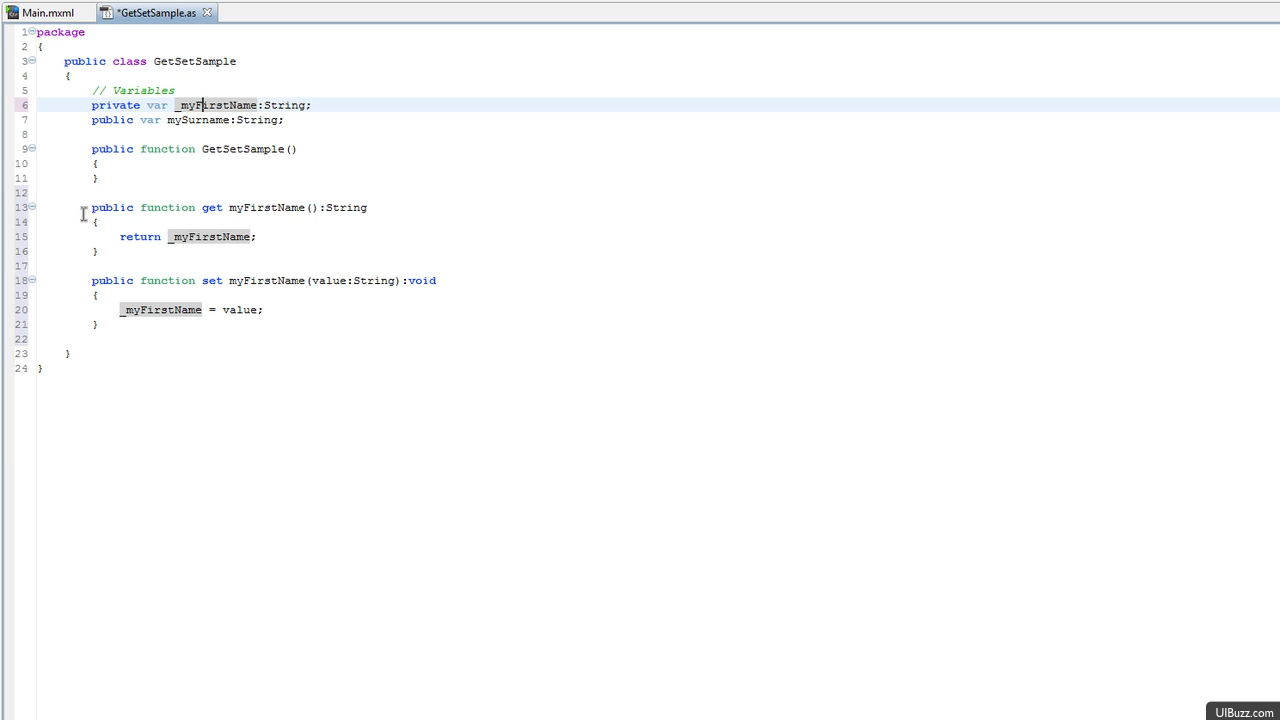 Main.mxml
*GetSetSample.as
1 package
2 {
3 public class GetSetSample
4 {
5 // Variables
6 private var _myFirstName:String;
7 public var mySurname:String;
8
9 public function GetSetSample()
10 {
11 }
12
13 public function get myFirstName():String
14 {
15 return _myFirstName;
16 }
17
18 public function set myFirstName(value:String):void
19 {
20 _myFirstName = value;
21 }
22
23 }
24 }
UIBuzz.com